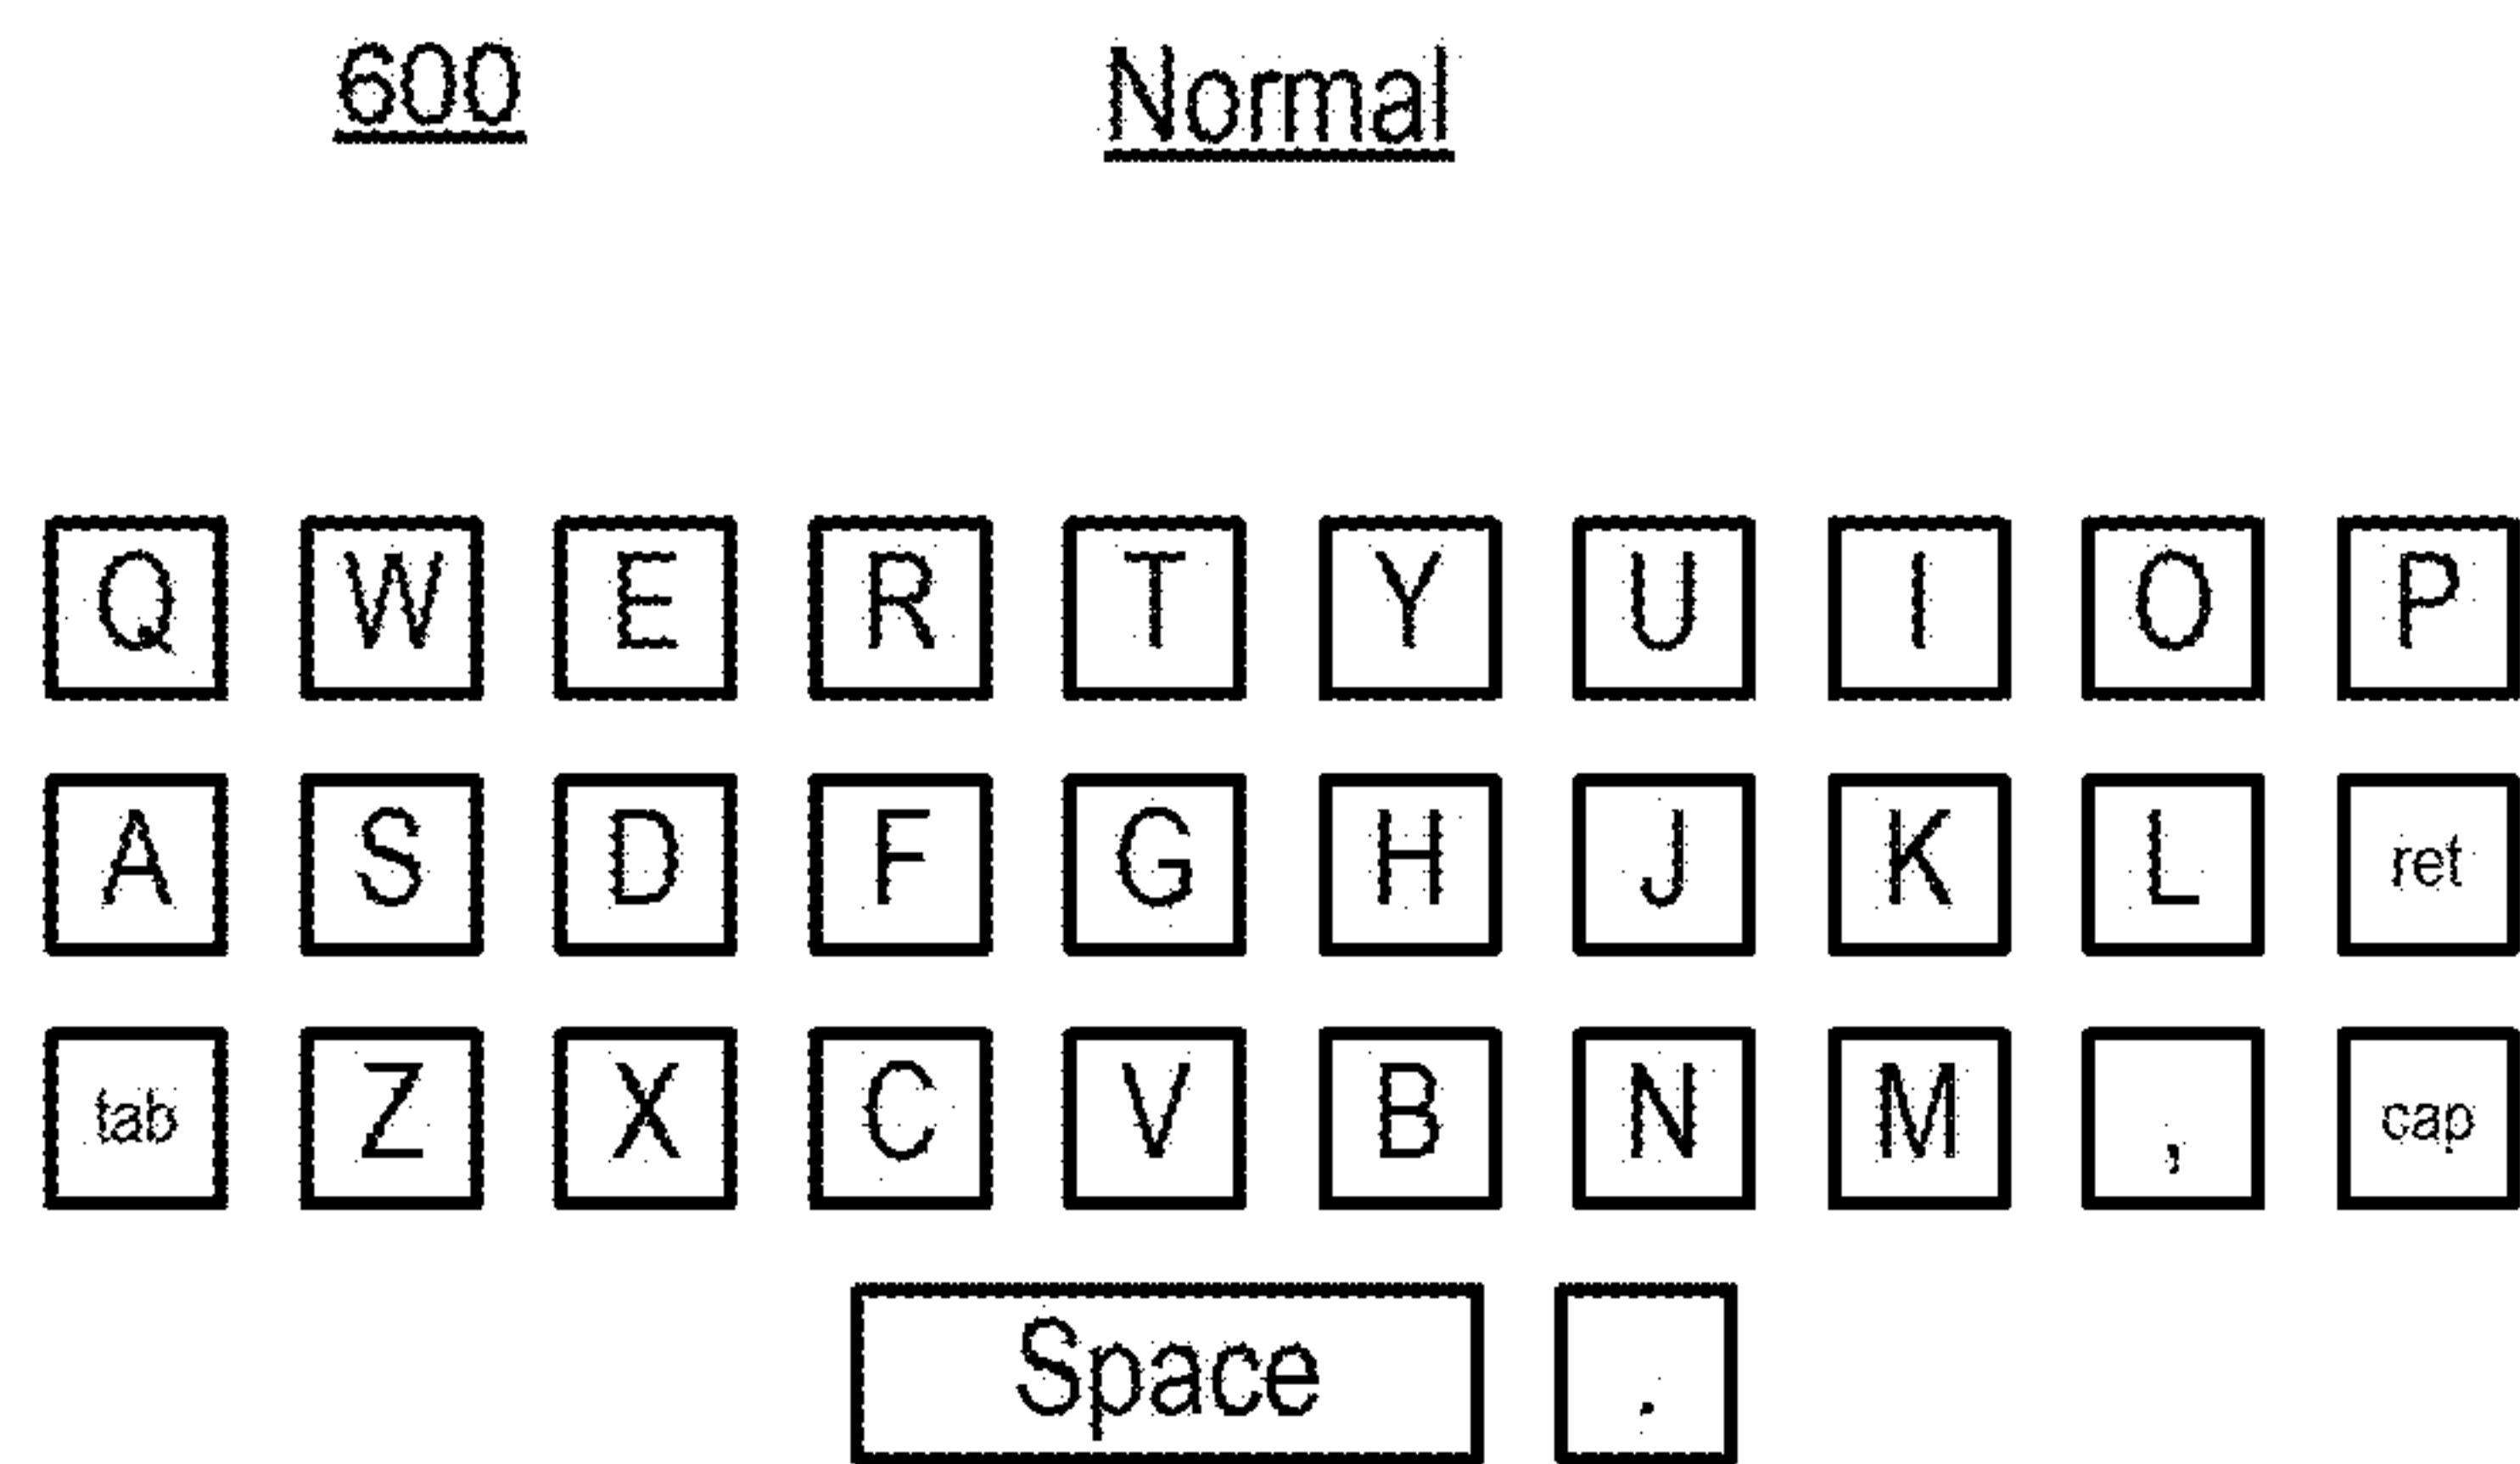 600 Normal
Q W E R T Y U I O P
A S D F G H J K L ret
tab Z X C V B N M , cap
Space .